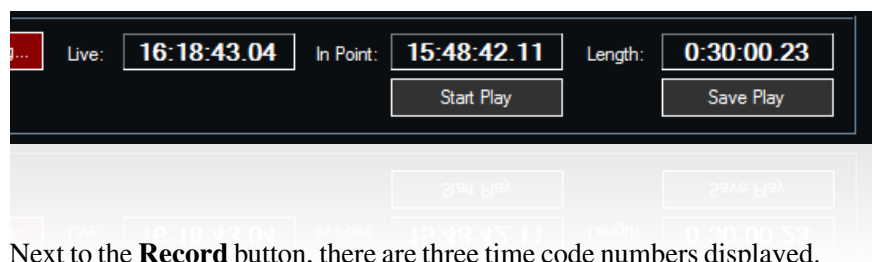 Live: 16:18:43.04 In Point: 15:48:42.11 Length: 0:30:00.23
Start Play Save Play
Next to the Record button, there are three time code numbers displayed.